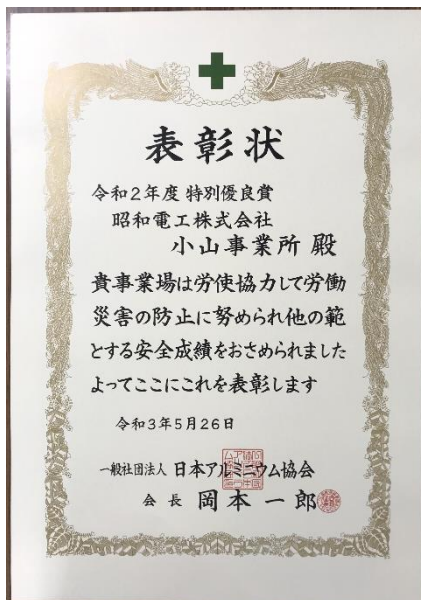 表彰状
令和2年度 特別優良賞
昭和電工株式会社
小山事業所 殿
貴事業場は労使協力して労働
災害の防止に努められ他の範
とする安全成績をおさめられました
よってここにこれを表彰します
令和3年5月26日
一般社団法人 日本アルミニウム協会
会長 岡本一郎